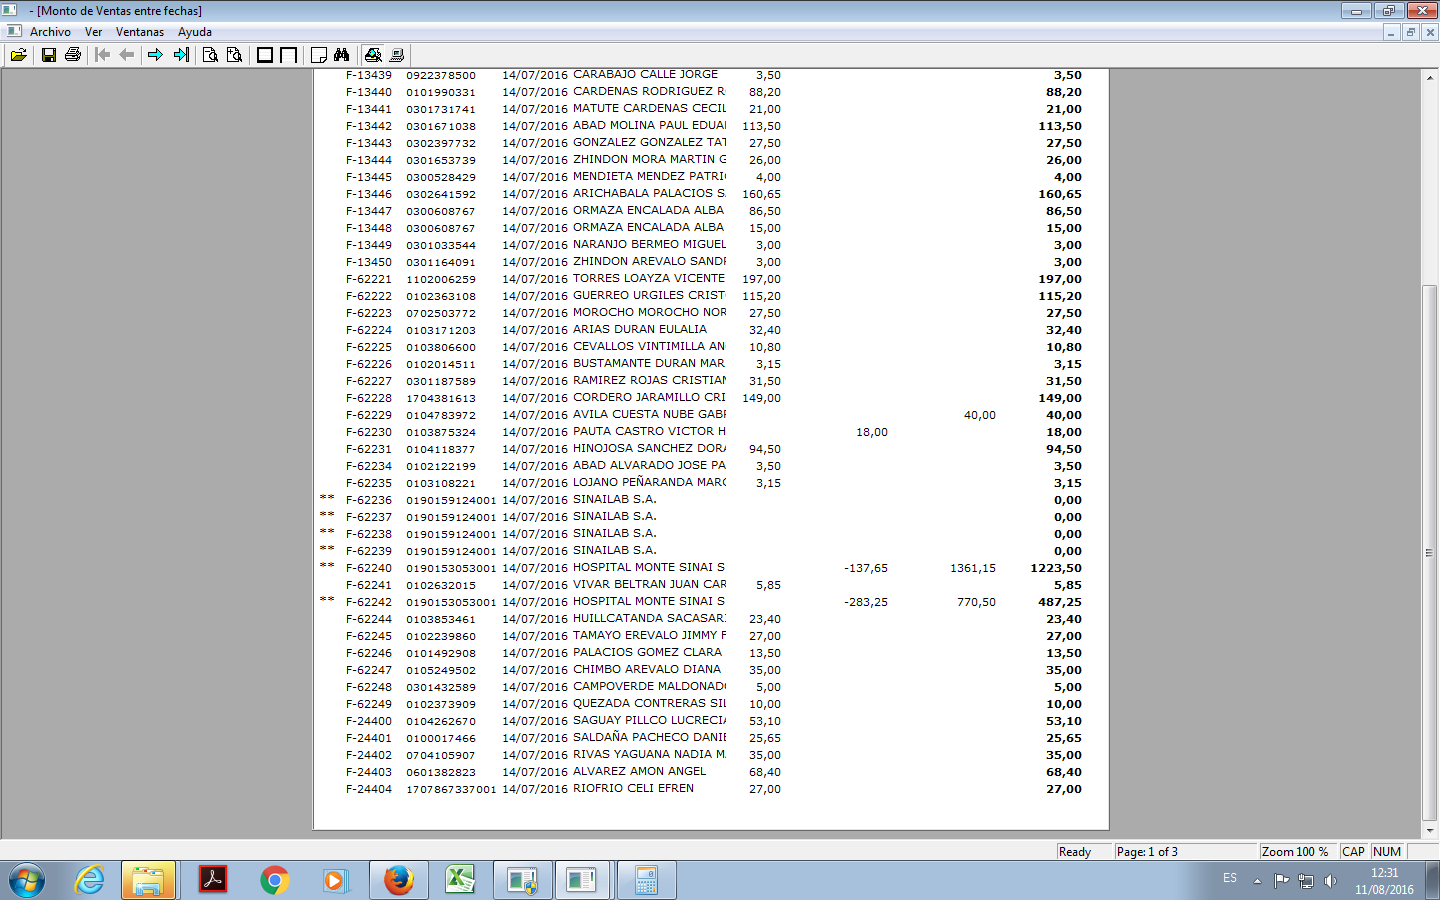 - [Monto de Ventas entre fechas]
Archivo Ver Ventanas Ayuda
F-13439 0922378500 14/07/2016 CARABAJO CALLE JORGE 3,50 3,50
F-13440 0101990331 14/07/2016 CARDENAS RODRIGUEZ R 88,20 88,20
F-13441 0301731741 14/07/2016 MATUTE CARDENAS CECIL 21,00 21,00
F-13442 0301671038 14/07/2016 ABAD MOLINA PAUL EDUA 113,50 113,50
F-13443 0302397732 14/07/2016 GONZALEZ GONZALEZ TAT 27,50 27,50
F-13444 0301653739 14/07/2016 ZHINDON MORA MARTIN G 26,00 26,00
F-13445 0300528429 14/07/2016 MENDIETA MENDEZ PATRI 4,00 4,00
F-13446 0302641592 14/07/2016 ARICHABALA PALACIOS S 160,65 160,65
F-13447 0300608767 14/07/2016 ORMAZA ENCALADA ALBA 86,50 86,50
F-13448 0300608767 14/07/2016 ORMAZA ENCALADA ALBA 15,00 15,00
F-13449 0301033544 14/07/2016 NARANJO BERMEO MIGUEL 3,00 3,00
F-13450 0301164091 14/07/2016 ZHINDON AREVALO SANDR 3,00 3,00
F-62221 1102006259 14/07/2016 TORRES LOAYZA VICENTE 197,00 197,00
F-62222 0102363108 14/07/2016 GUERREO URGILES CRIST 115,20 115,20
F-62223 0702503772 14/07/2016 MOROCHO MOROCHO NOR 27,50 27,50
F-62224 0103171203 14/07/2016 ARIAS DURAN EULALIA 32,40 32,40
F-62225 0103806600 14/07/2016 CEVALLOS VINTIMILLA AN 10,80 10,80
F-62226 0102014511 14/07/2016 BUSTAMANTE DURAN MAR 3,15 3,15
F-62227 0301187589 14/07/2016 RAMIREZ ROJAS CRISTIAN 31,50 31,50
F-62228 1704381613 14/07/2016 CORDERO JARAMILLO CRI 149,00 149,00
F-62229 0104783972 14/07/2016 AVILA CUESTA NUBE GABR 40,00 40,00
F-62230 0103875324 14/07/2016 PAUTA CASTRO VICTOR H 18,00 18,00
F-62231 0104118377 14/07/2016 HINOJOSA SANCHEZ DORA 94,50 94,50
F-62234 0102122199 14/07/2016 ABAD ALVARADO JOSE PA 3,50 3,50
F-62235 0103108221 14/07/2016 LOJANO PEÑARANDA MARC 3,15 3,15
** F-62236 0190159124001 14/07/2016 SINAILAB S.A. 0,00
** F-62237 0190159124001 14/07/2016 SINAILAB S.A. 0,00
** F-62238 0190159124001 14/07/2016 SINAILAB S.A. 0,00
** F-62239 0190159124001 14/07/2016 SINAILAB S.A. 0,00
** F-62240 0190153053001 14/07/2016 HOSPITAL MONTE SINAI S -137,65 1361,15 1223,50
F-62241 0102632015 14/07/2016 VIVAR BELTRAN JUAN CAR 5,85 5,85
** F-62242 0190153053001 14/07/2016 HOSPITAL MONTE SINAI S -283,25 770,50 487,25
F-62244 0103853461 14/07/2016 HUILLCATANDA SACASAR 23,40 23,40
F-62245 0102239860 14/07/2016 TAMAYO EREVALO JIMMY F 27,00 27,00
F-62246 0101492908 14/07/2016 PALACIOS GOMEZ CLARA 13,50 13,50
F-62247 0105249502 14/07/2016 CHIMBO AREVALO DIANA 35,00 35,00
F-62248 0301432589 14/07/2016 CAMPOVERDE MALDONADO 5,00 5,00
F-62249 0102373909 14/07/2016 QUEZADA CONTRERAS SIL 10,00 10,00
F-24400 0104262670 14/07/2016 SAGUAY PILLCO LUCRECIA 53,10 53,10
F-24401 0100017466 14/07/2016 SALDAÑA PACHECO DANIE 25,65 25,65
F-24402 0704105907 14/07/2016 RIVAS YAGUANA NADIA M 35,00 35,00
F-24403 0601382823 14/07/2016 ALVAREZ AMON ANGEL 68,40 68,40
F-24404 1707867337001 14/07/2016 RIOFRIO CELI EFREN 27,00 27,00
Ready Page: 1 of 3 Zoom 100 % CAP NUM
ES 12:31
11/08/2016